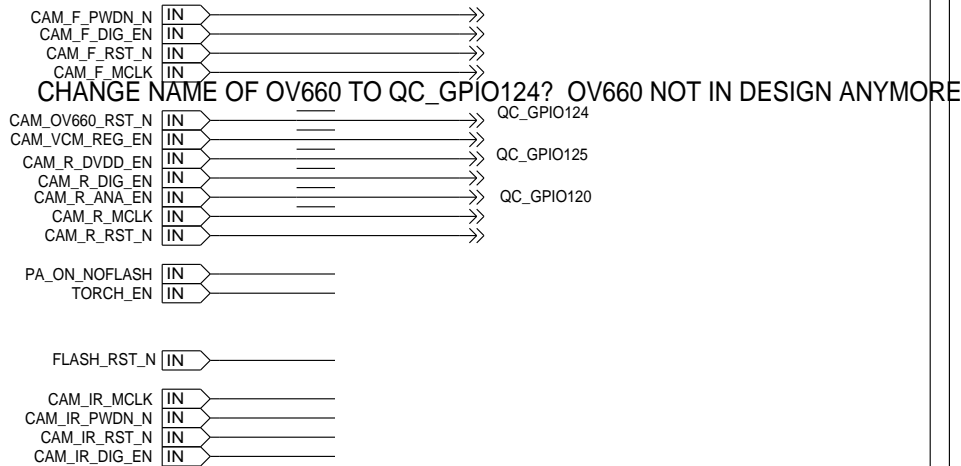 CAM_F_PWDN_N IN
CAM_F_DIG_EN IN
CAM_F_RST_N IN
CAM_F_MCLK IN
CHANGE NAME OF OV660 TO QC_GPIO124? OV660 NOT IN DESIGN ANYMORE
CAM_OV660_RST_N IN QC_GPIO124
CAM_VCM_REG_EN IN
CAM_R_DVDD_EN IN QC_GPIO125
CAM_R_DIG_EN IN
CAM_R_ANA_EN IN QC_GPIO120
CAM_R_MCLK IN
CAM_R_RST_N IN
PA_ON_NOFLASH IN
TORCH_EN IN
FLASH_RST_N IN
CAM_IR_MCLK IN
CAM_IR_PWDN_N IN
CAM_IR_RST_N IN
CAM_IR_DIG_EN IN